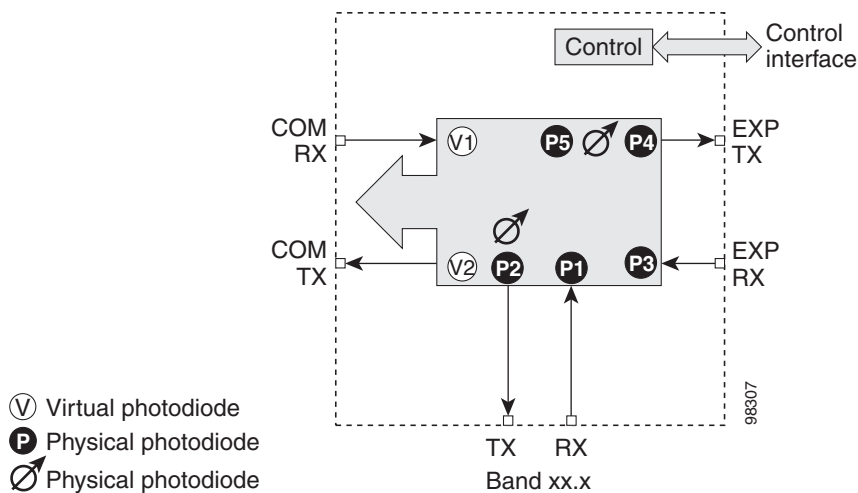 Control
Control
interface
COM
RX
V1
P5
P4
EXP
TX
COM
TX
V2
P2
P1
P3
EXP
RX
98307
V Virtual photodiode
P Physical photodiode
Physical photodiode
TX
RX
Band xx.x